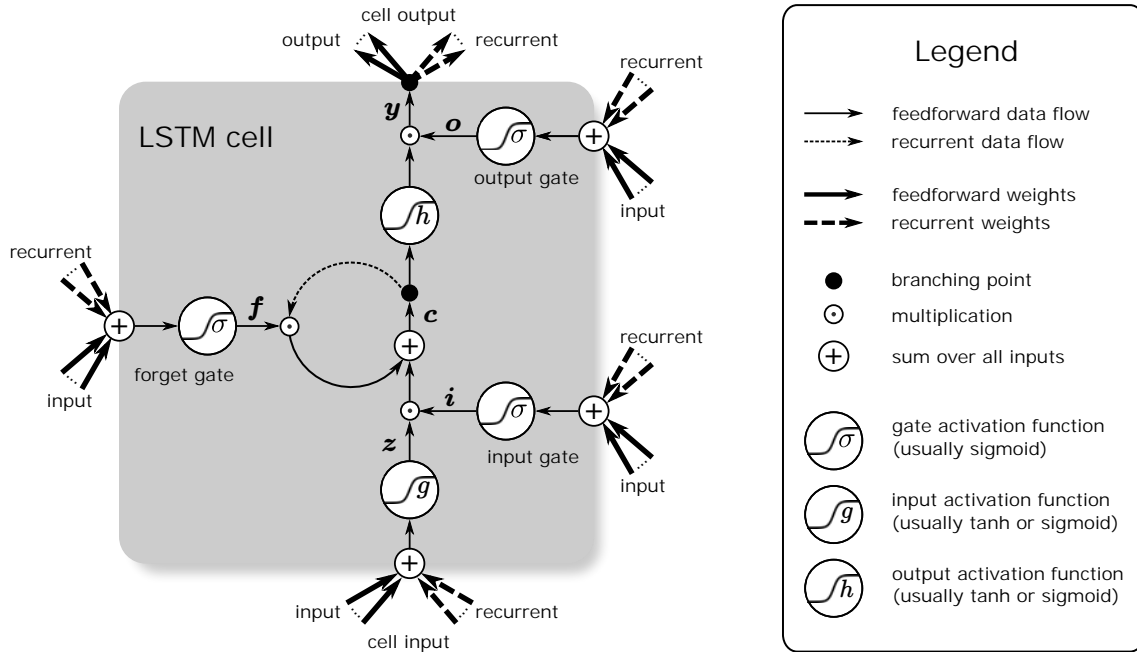 cell output
output
recurrent
recurrent
y
o
σ
LSTM cell
output gate
h
input
recurrent
f
c
σ
recurrent
forget gate
input
i
σ
z
input gate
g
input
input
recurrent
cell input
Legend
feedforward data flow
recurrent data flow
feedforward weights
recurrent weights
branching point
multiplication
+
sum over all inputs
σ
gate activation function
(usually sigmoid)
g
input activation function
(usually tanh or sigmoid)
h
output activation function
(usually tanh or sigmoid)